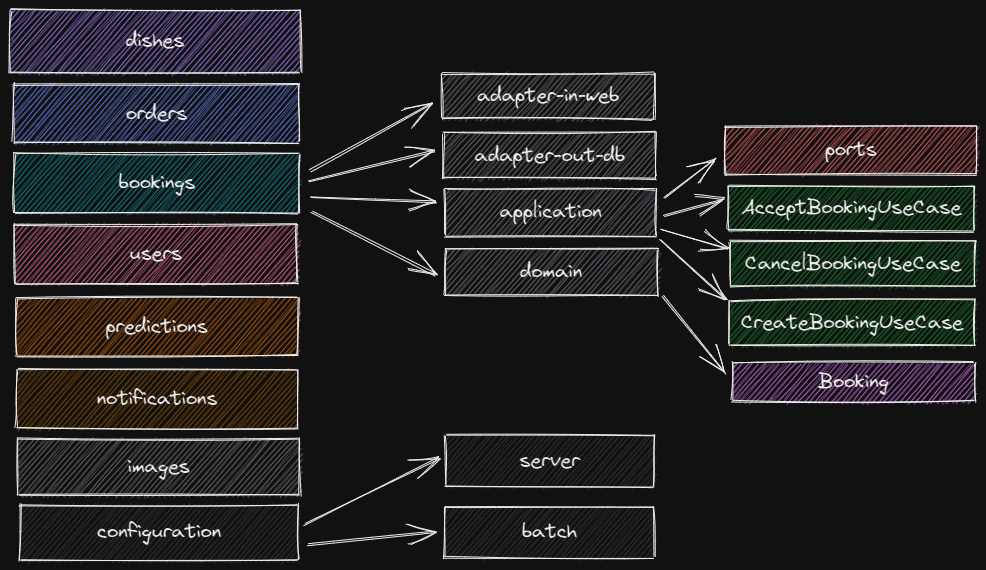 dishes
orders
bookings
users
predictions
notifications
images
configuration
adapter-in-web
adapter-out-db
application
domain
server
batch
ports
AcceptBookingUseCase
CancelBookingUseCase
CreateBookingUseCase
Booking